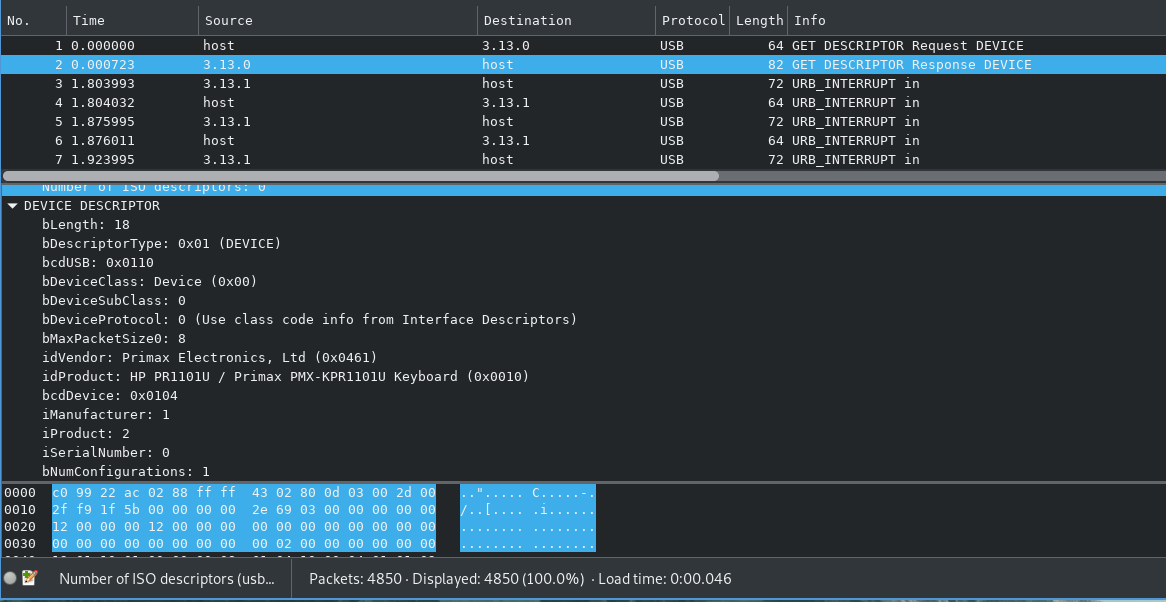 No. Time Source Destination Protocol Length Info
1 0.000000 host 3.13.0 USB 64 GET DESCRIPTOR Request DEVICE
2 0.000723 3.13.0 host USB 82 GET DESCRIPTOR Response DEVICE
3 1.803993 3.13.1 host USB 72 URB_INTERRUPT in
4 1.804032 host 3.13.1 USB 64 URB_INTERRUPT in
5 1.875995 3.13.1 host USB 72 URB_INTERRUPT in
6 1.876011 host 3.13.1 USB 64 URB_INTERRUPT in
7 1.923995 3.13.1 host USB 72 URB_INTERRUPT in
Number of ISO descriptors: 0
DEVICE DESCRIPTOR
bLength: 18
bDescriptorType: 0x01 (DEVICE)
bcdUSB: 0x0110
bDeviceClass: Device (0x00)
bDeviceSubClass: 0
bDeviceProtocol: 0 (Use class code info from Interface Descriptors)
bMaxPacketSize0: 8
idVendor: Primax Electronics, Ltd (0x0461)
idProduct: HP PR1101U / Primax PMX-KPR1101U Keyboard (0x0010)
bcdDevice: 0x0104
iManufacturer: 1
iProduct: 2
iSerialNumber: 0
bNumConfigurations: 1
0000 c0 99 22 ac 02 88 ff ff 43 02 80 0d 03 00 2d 00 .."..... C.....-.
0010 2f f9 1f 5b 00 00 00 00 2e 69 03 00 00 00 00 00 /..[.... .i......
0020 12 00 00 00 12 00 00 00 00 00 00 00 00 00 00 00 ........ ........
0030 00 00 00 00 00 00 00 00 00 02 00 00 00 00 00 00 ........ ........
Number of ISO descriptors (usb... Packets: 4850 · Displayed: 4850 (100.0%) · Load time: 0:00.046